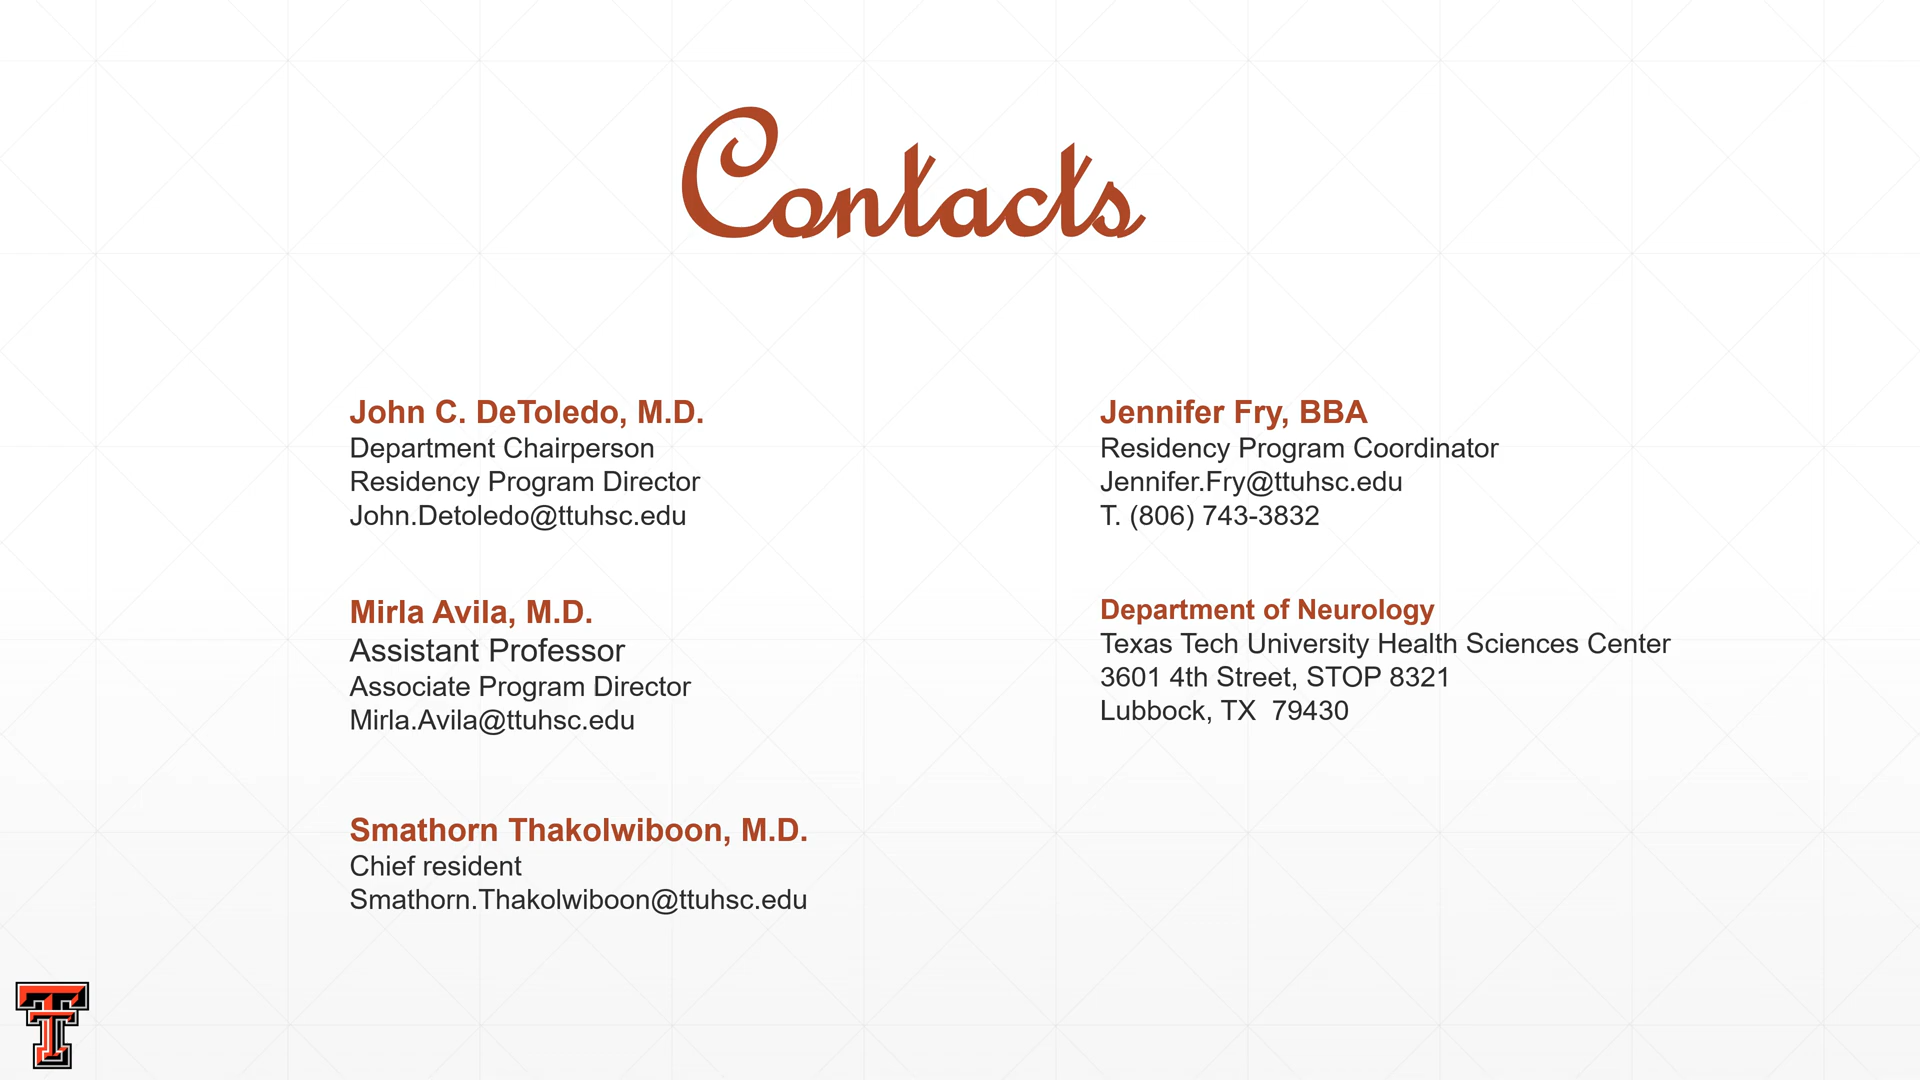 Contacts
John C. DeToledo, M.D.
Department Chairperson
Residency Program Director
John.Detoledo@ttuhsc.edu
Mirla Avila, M.D.
Assistant Professor
Associate Program Director
Mirla.Avila@ttuhsc.edu
Smathorn Thakolwiboon, M.D.
Chief resident
Smathorn.Thakolwiboon@ttuhsc.edu
Jennifer Fry, BBA
Residency Program Coordinator
Jennifer.Fry@ttuhsc.edu
T. (806) 743-3832
Department of Neurology
Texas Tech University Health Sciences Center
3601 4th Street, STOP 8321
Lubbock, TX  79430